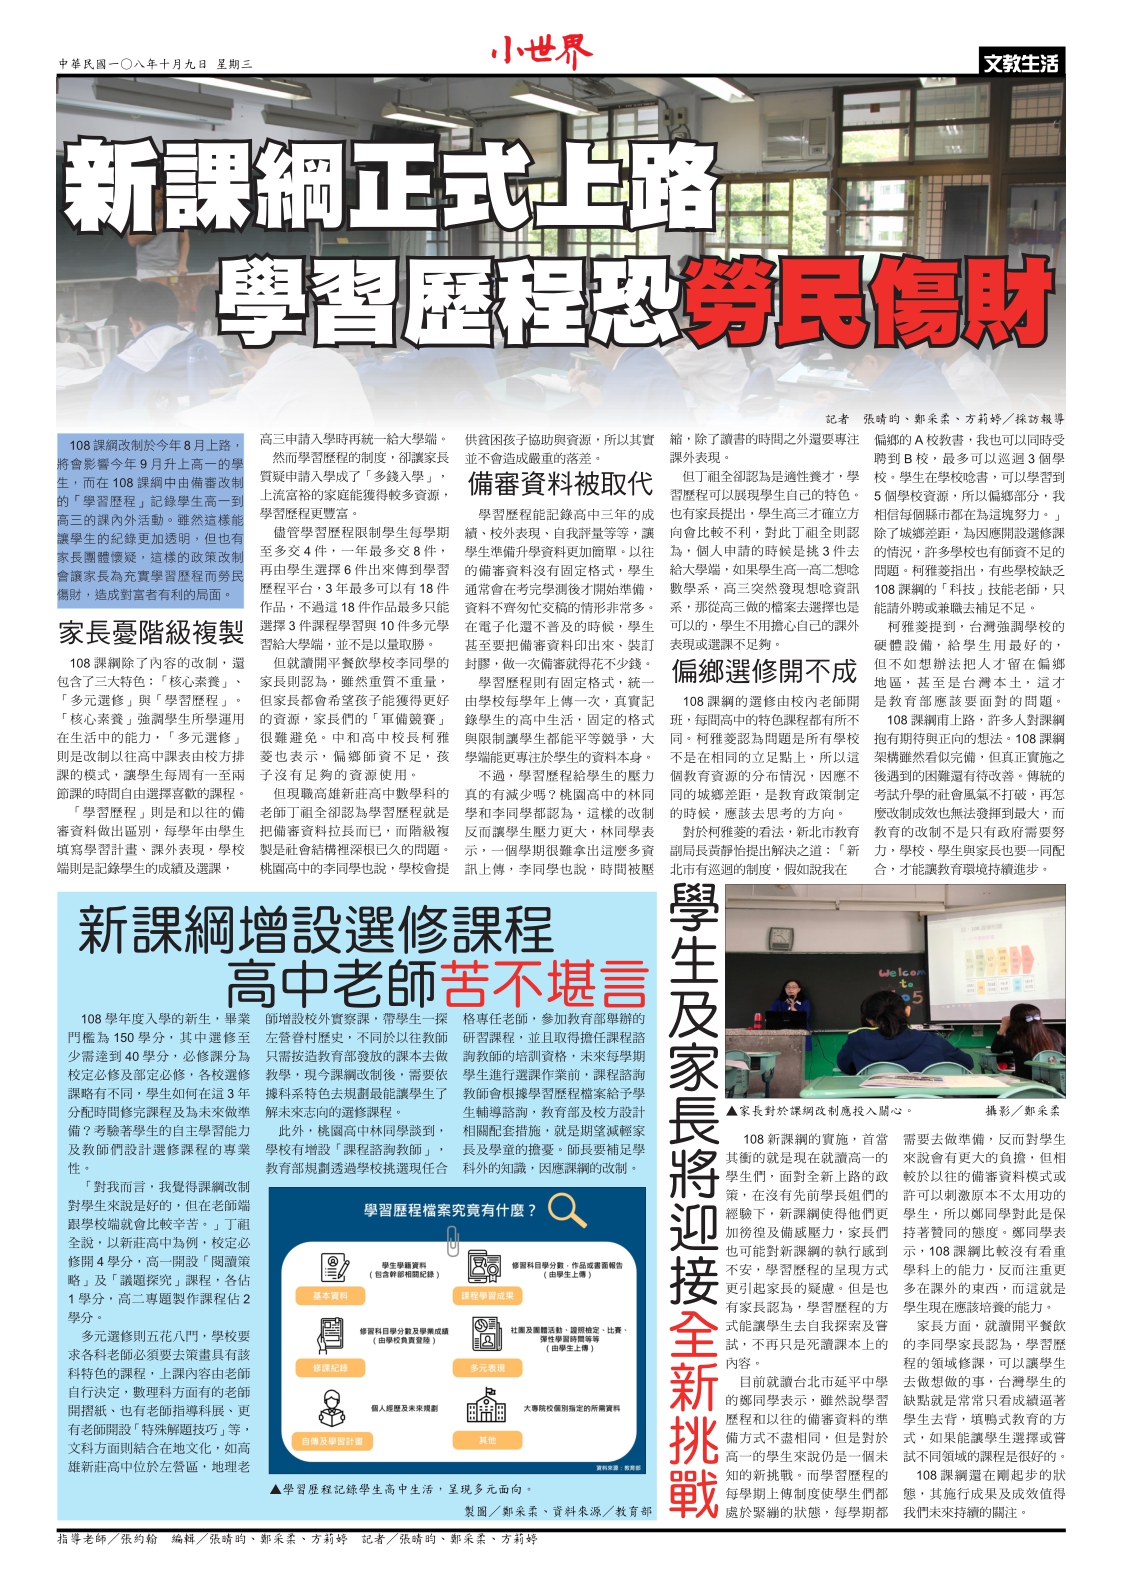 中華民國一〇八年十月九日 星期三
小世界
文教生活
新課綱正式上路
學習歷程恐勞民傷財
記者 張晴昀、鄭采柔、方莉婷／採訪報導
108 課綱改制於今年 8 月上路，
將會影響今年 9 月升上高一的學
生，而在 108 課綱中由備審改制
的「學習歷程」記錄學生高一到
高三的課內外活動。雖然這樣能
讓學生的紀錄更加透明，但也有
家長團體懷疑，這樣的政策改制
會讓家長為充實學習歷程而勞民
傷財，造成對富者有利的局面。
家長憂階級複製
108 課綱除了內容的改制，還
包含了三大特色：「核心素養」、
「多元選修」與「學習歷程」。
「核心素養」強調學生所學運用
在生活中的能力，「多元選修」
則是改制以往高中課表由校方排
課的模式，讓學生每周有一至兩
節課的時間自由選擇喜歡的課程。
「學習歷程」則是和以往的備
審資料做出區別，每學年由學生
填寫學習計畫、課外表現，學校
端則是記錄學生的成績及選課，
高三申請入學時再統一給大學端。
然而學習歷程的制度，卻讓家長
質疑申請入學成了「多錢入學」，
上流富裕的家庭能獲得較多資源，
學習歷程更豐富。
儘管學習歷程限制學生每學期
至多交 4 件，一年最多交 8 件，
再由學生選擇 6 件出來傳到學習
歷程平台，3 年最多可以有 18 件
作品，不過這 18 件作品最多只能
選擇 3 件課程學習與 10 件多元學
習給大學端，並不是以量取勝。
但就讀開平餐飲學校李同學的
家長則認為，雖然重質不重量，
但家長都會希望孩子能獲得更好
的資源，家長們的「軍備競賽」
很難避免。中和高中校長柯雅
菱也表示，偏鄉師資不足，孩
子沒有足夠的資源使用。
但現職高雄新莊高中數學科的
老師丁祖全卻認為學習歷程就是
把備審資料拉長而已，而階級複
製是社會結構裡深根已久的問題。
桃園高中的李同學也說，學校會提
供貧困孩子協助與資源，所以其實
並不會造成嚴重的落差。
備審資料被取代
學習歷程能記錄高中三年的成
績、校外表現、自我評量等等，讓
學生準備升學資料更加簡單。以往
的備審資料沒有固定格式，學生
通常會在考完學測後才開始準備，
資料不齊匆忙交稿的情形非常多。
在電子化還不普及的時候，學生
甚至要把備審資料印出來、裝訂
封膠，做一次備審就得花不少錢。
學習歷程則有固定格式，統一
由學校每學年上傳一次，真實記
錄學生的高中生活，固定的格式
與限制讓學生都能平等競爭，大
學端能更專注於學生的資料本身。
不過，學習歷程給學生的壓力
真的有減少嗎？桃園高中的林同
學和李同學都認為，這樣的改制
反而讓學生壓力更大，林同學表
示，一個學期很難拿出這麼多資
訊上傳，李同學也說，時間被壓
縮，除了讀書的時間之外還要專注
課外表現。
但丁祖全卻認為是適性養才，學
習歷程可以展現學生自己的特色。
也有家長提出，學生高三才確立方
向會比較不利，對此丁祖全則認
為，個人申請的時候是挑 3 件去
給大學端，如果學生高一高二想唸
數學系，高三突然發現想唸資訊
系，那從高三做的檔案去選擇也是
可以的，學生不用擔心自己的課外
表現或選課不足夠。
偏鄉選修開不成
108 課綱的選修由校內老師開
班，每間高中的特色課程都有所不
同。柯雅菱認為問題是所有學校
不是在相同的立足點上，所以這
個教育資源的分布情況，因應不
同的城鄉差距，是教育政策制定
的時候，應該去思考的方向。
對於柯雅菱的看法，新北市教育
副局長黃靜怡提出解決之道：「新
北市有巡迴的制度，假如說我在
偏鄉的 A 校教書，我也可以同時受
聘到 B 校，最多可以巡迴 3 個學
校。學生在學校唸書，可以學習到
5 個學校資源，所以偏鄉部分，我
相信每個縣市都在為這塊努力。」
除了城鄉差距，為因應開設選修課
的情況，許多學校也有師資不足的
問題。柯雅菱指出，有些學校缺乏
108 課綱的「科技」技能老師，只
能請外聘或兼職去補足不足。
柯雅菱提到，台灣強調學校的
硬體設備，給學生用最好的，
但不如想辦法把人才留在偏鄉
地區，甚至是台灣本土，這才
是教育部應該要面對的問題。
108 課綱甫上路，許多人對課綱
抱有期待與正向的想法。108 課綱
架構雖然看似完備，但真正實施之
後遇到的困難還有待改善。傳統的
考試升學的社會風氣不打破，再怎
麼改制成效也無法發揮到最大，而
教育的改制不是只有政府需要努
力，學校、學生與家長也要一同配
合，才能讓教育環境持續進步。
新課綱增設選修課程
高中老師苦不堪言
108 學年度入學的新生，畢業
門檻為 150 學分，其中選修至
少需達到 40 學分，必修課分為
校定必修及部定必修，各校選修
課略有不同，學生如何在這 3 年
分配時間修完課程及為未來做準
備？考驗著學生的自主學習能力
及教師們設計選修課程的專業
性。
「對我而言，我覺得課綱改制
對學生來說是好的，但在老師端
跟學校端就會比較辛苦。」丁祖
全說，以新莊高中為例，校定必
修開 4 學分，高一開設「閱讀策
略」及「議題探究」課程，各佔
1 學分，高二專題製作課程佔 2
學分。
多元選修則五花八門，學校要
求各科老師必須要去策畫具有該
科特色的課程，上課內容由老師
自行決定，數理科方面有的老師
開摺紙、也有老師指導科展、更
有老師開設「特殊解題技巧」等，
文科方面則結合在地文化，如高
雄新莊高中位於左營區，地理老
師增設校外實察課，帶學生一探
左營眷村歷史，不同於以往教師
只需按造教育部發放的課本去做
教學，現今課綱改制後，需要依
據科系特色去規劃最能讓學生了
解未來志向的選修課程。
此外，桃園高中林同學談到，
學校有增設「課程諮詢教師」，
教育部規劃透過學校挑選現任合
格專任老師，參加教育部舉辦的
研習課程，並且取得擔任課程諮
詢教師的培訓資格，未來每學期
學生進行選課作業前，課程諮詢
教師會根據學習歷程檔案給予學
生輔導諮詢，教育部及校方設計
相關配套措施，就是期望減輕家
長及學童的擔憂。師長要補足學
科外的知識，因應課綱的改制。
學習歷程檔案究竟有什麼？
學生學籍資料
（包含幹部相關紀錄）
基本資料
修習科目學分數、作品或書面報告
（由學生上傳）
課程學習成果
修習科目學分數及學業成績
（由學校負責登陸）
修課紀錄
社團及團體活動、證照檢定、比賽、
彈性學習時間等等
（由學生上傳）
多元表現
個人經歷及未來規劃
自傳及學習計畫
大專院校個別指定的所需資料
其他
資料來源：教育部
▲學習歷程記錄學生高中生活，呈現多元面向。
製圖／鄭采柔、資料來源／教育部
學生及家長將迎接全新挑戰
Welcom
to
▲家長對於課綱改制應投入關心。 攝影／鄭采柔
108 新課綱的實施，首當
其衝的就是現在就讀高一的
學生們，面對全新上路的政
策，在沒有先前學長姐們的
經驗下，新課綱使得他們更
加徬徨及備感壓力，家長們
也可能對新課綱的執行感到
不安，學習歷程的呈現方式
更引起家長的疑慮。但是也
有家長認為，學習歷程的方
式能讓學生去自我探索及嘗
試，不再只是死讀課本上的
內容。
目前就讀台北市延平中學
的鄭同學表示，雖然說學習
歷程和以往的備審資料的準
備方式不盡相同，但是對於
高一的學生來說仍是一個未
知的新挑戰。而學習歷程的
每學期上傳制度使學生們都
處於緊繃的狀態，每學期都
需要去做準備，反而對學生
來說會有更大的負擔，但相
較於以往的備審資料模式或
許可以刺激原本不太用功的
學生，所以鄭同學對此是保
持著贊同的態度。鄭同學表
示，108 課綱比較沒有看重
學科上的能力，反而注重更
多在課外的東西，而這就是
學生現在應該培養的能力。
家長方面，就讀開平餐飲
的李同學家長認為，學習歷
程的領域修課，可以讓學生
去做想做的事，台灣學生的
缺點就是常常只看成績逼著
學生去背，填鴨式教育的方
式，如果能讓學生選擇或嘗
試不同領域的課程是很好的。
108 課綱還在剛起步的狀
態，其施行成果及成效值得
我們未來持續的關注。
指導老師／張約翰 編輯／張晴昀、鄭采柔、方莉婷 記者／張晴昀、鄭采柔、方莉婷